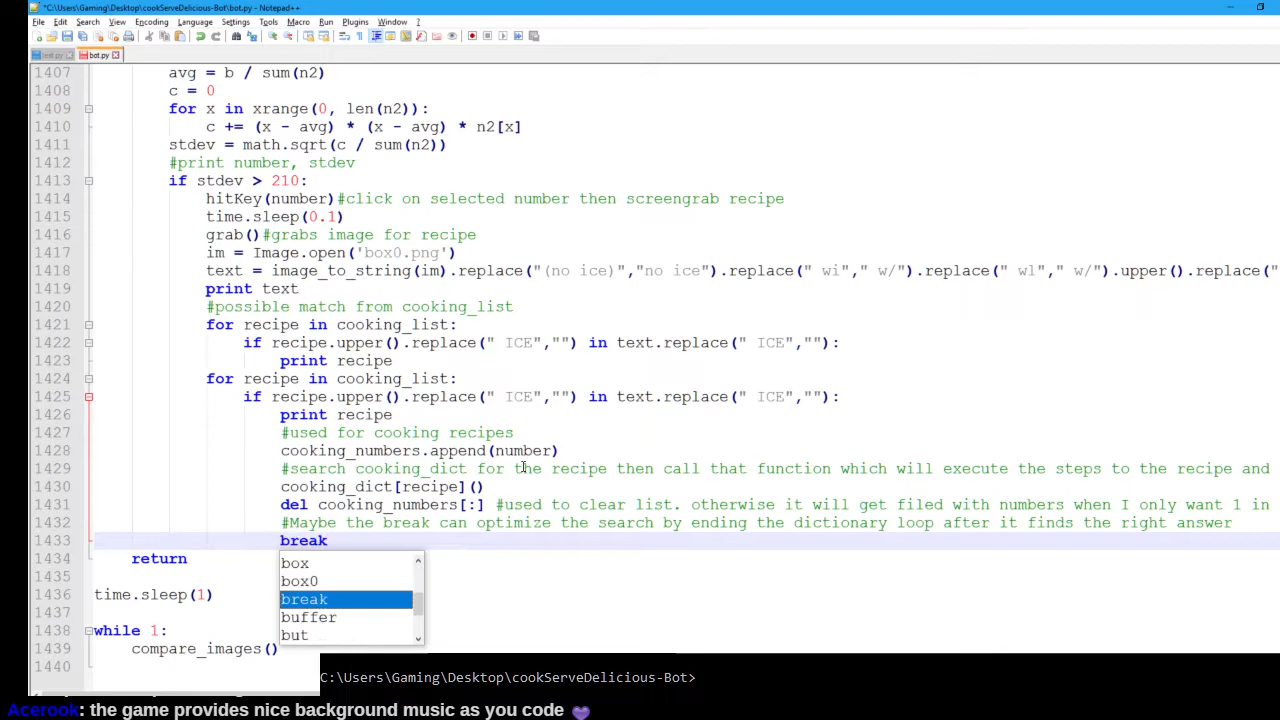 *C:\Users\Gaming\Desktop\cookServeDelicious-Bot\bot.py - Notepad++
File Edit Search View Encoding Language Settings Tools Macro Run Plugins Window ?
test.py bot.py
1407 avg = b / sum(n2)
1408 c = 0
1409 for x in xrange(0, len(n2)):
1410 c += (x - avg) * (x - avg) * n2[x]
1411 stdev = math.sqrt(c / sum(n2))
1412 #print number, stdev
1413 if stdev > 210:
1414 hitKey(number)#click on selected number then screengrab recipe
1415 time.sleep(0.1)
1416 grab()#grabs image for recipe
1417 im = Image.open('box0.png')
1418 text = image_to_string(im).replace("(no ice)","no ice").replace(" wi"," w/").replace(" wl"," w/").upper().replace("
1419 print text
1420 #possible match from cooking_list
1421 for recipe in cooking_list:
1422 if recipe.upper().replace(" ICE","") in text.replace(" ICE",""):
1423 print recipe
1424 for recipe in cooking_list:
1425 if recipe.upper().replace(" ICE","") in text.replace(" ICE",""):
1426 print recipe
1427 #used for cooking recipes
1428 cooking_numbers.append(number)
1429 #search cooking_dict for the recipe then call that function which will execute the steps to the recipe and
1430 cooking_dict[recipe]()
1431 del cooking_numbers[:] #used to clear list. otherwise it will get filed with numbers when I only want 1 in
1432 #Maybe the break can optimize the search by ending the dictionary loop after it finds the right answer
1433 break
1434 return
box
1435
box0
1436 time.sleep(1)
break
1437
buffer
1438 while 1:
but
1439 compare_images()
1440
C:\Users\Gaming\Desktop\cookServeDelicious-Bot>
Acerook: the game provides nice background music as you code 💜